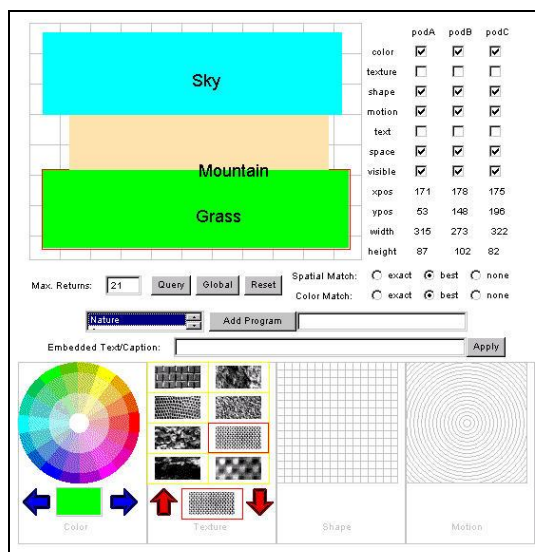 podA podB podC
color
texture
shape
motion
text
space
visible
xpos 171 178 175
ypos 53 148 196
width 315 273 322
height 87 102 82
Sky
Mountain
Grass
Max. Returns: 21 Query Global Reset
Spatial Match: exact best none
Color Match: exact best none
Nature Add Program
Embedded Text/Caption: Apply
Color Texture Shape Motion